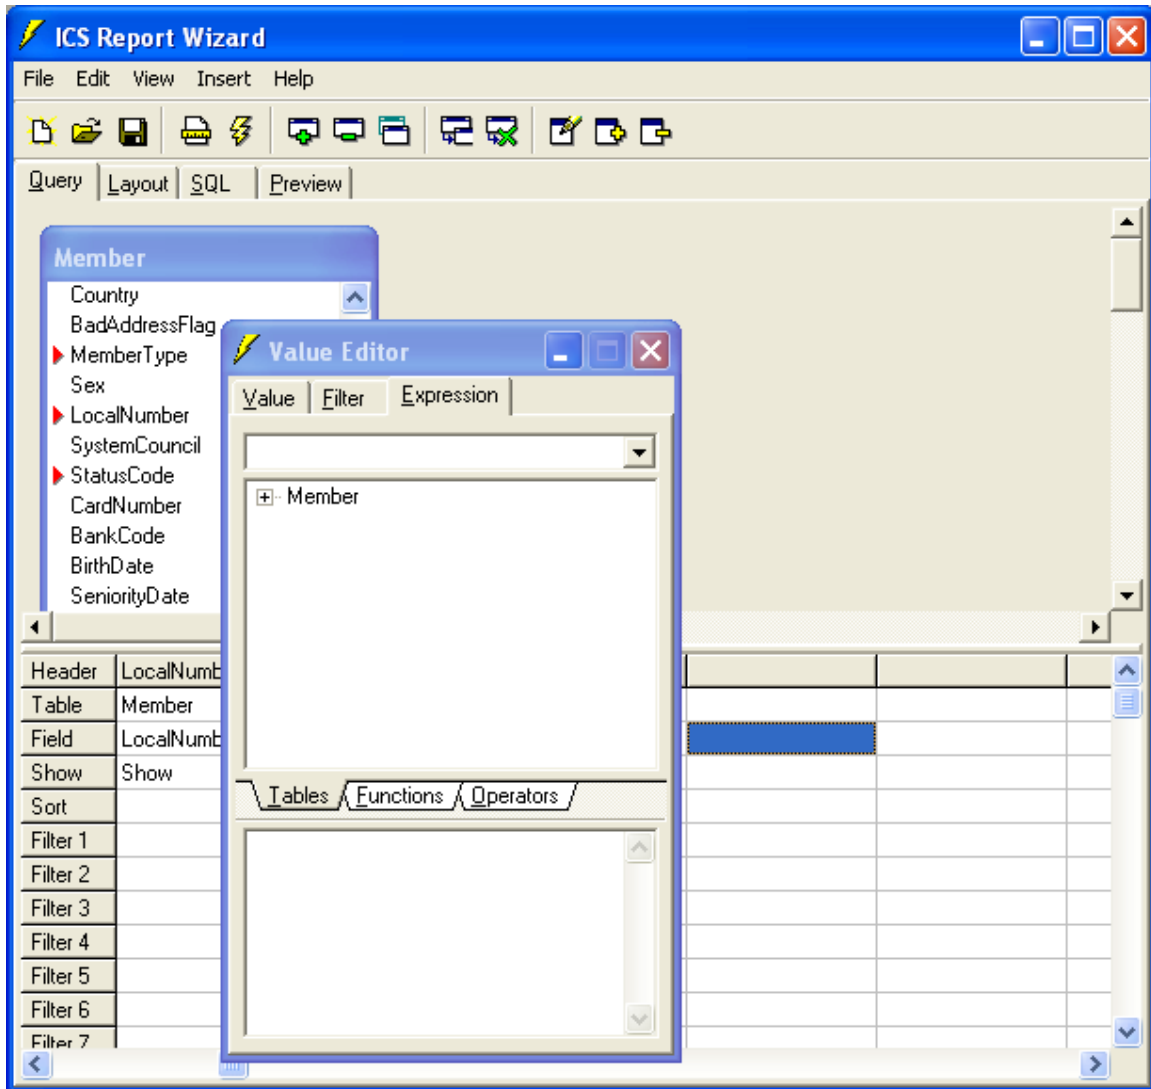 ICS Report Wizard
File Edit View Insert Help
Query Layout SQL Preview
Member
Country
BadAddressFlag
MemberType
Sex
LocalNumber
SystemCouncil
StatusCode
CardNumber
BankCode
BirthDate
SeniorityDate
Value Editor
Value Filter Expression
Member
Tables Functions Operators
Header LocalNumb
Table Member
Field LocalNumb
Show Show
Sort
Filter 1
Filter 2
Filter 3
Filter 4
Filter 5
Filter 6
Filter 7